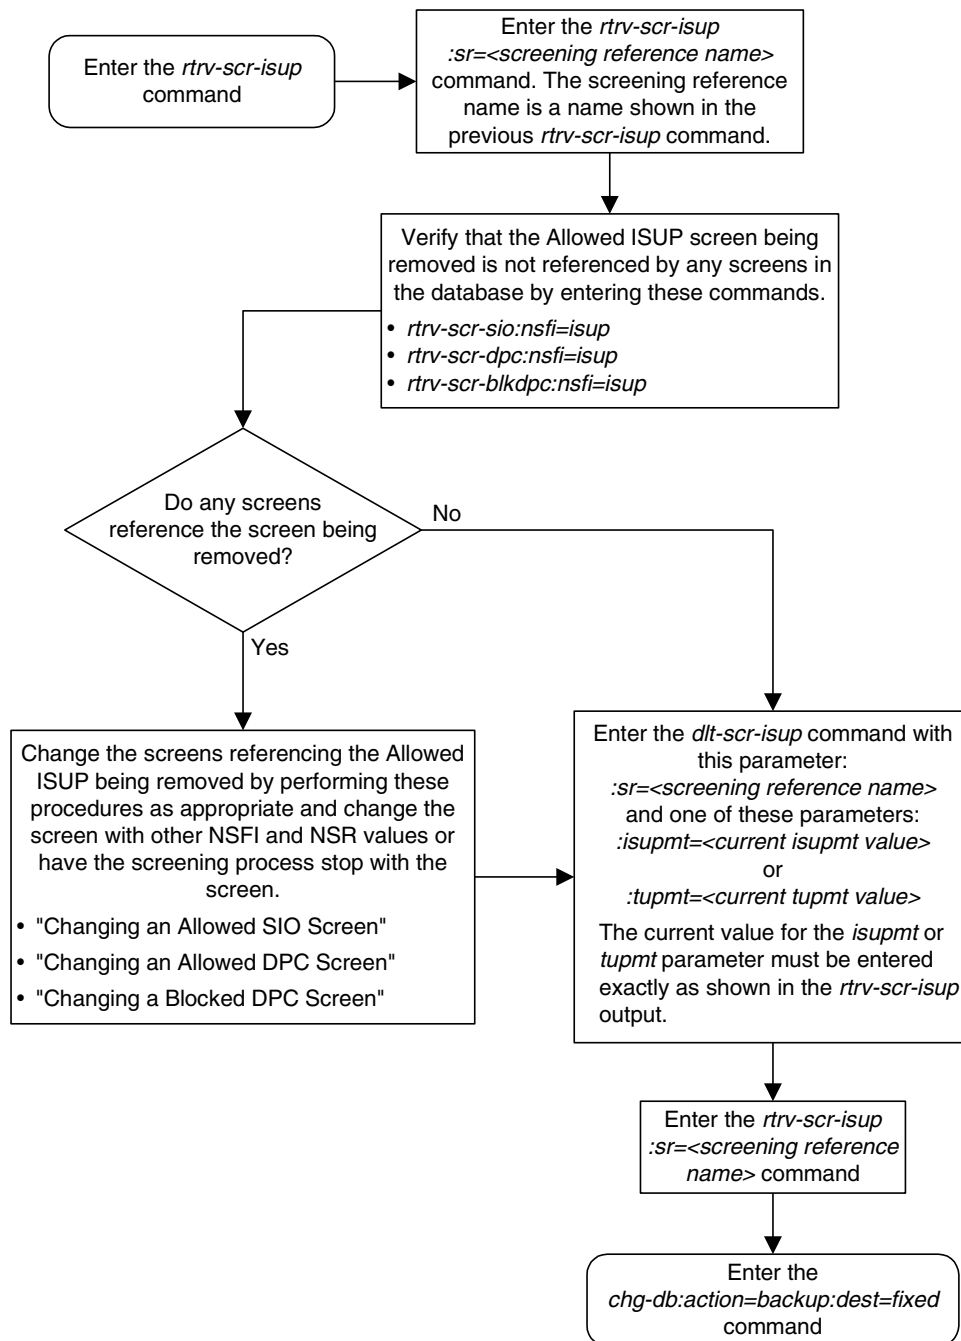 Enter the rtrv-scr-isup
command
Enter the rtrv-scr-isup
:sr=<screening reference name>
command. The screening reference
name is a name shown in the
previous rtrv-scr-isup command.
Verify that the Allowed ISUP screen being
removed is not referenced by any screens in
the database by entering these commands.
• rtrv-scr-sio:nsfi=isup
• rtrv-scr-dpc:nsfi=isup
• rtrv-scr-blkdpc:nsfi=isup
Do any screens
reference the screen being
removed?
No
Yes
Change the screens referencing the Allowed
ISUP being removed by performing these
procedures as appropriate and change the
screen with other NSFI and NSR values or
have the screening process stop with the
screen.
• "Changing an Allowed SIO Screen"
• "Changing an Allowed DPC Screen"
• "Changing a Blocked DPC Screen"
Enter the dlt-scr-isup command with
this parameter:
:sr=<screening reference name>
and one of these parameters:
:isupmt=<current isupmt value>
or
:tupmt=<current tupmt value>
The current value for the isupmt or
tupmt parameter must be entered
exactly as shown in the rtrv-scr-isup
output.
Enter the rtrv-scr-isup
:sr=<screening reference
name> command
Enter the
chg-db:action=backup:dest=fixed
command